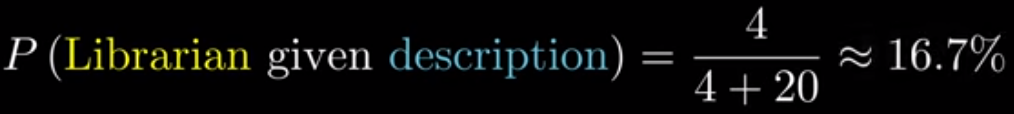 P (Librarian given description) = 4 / 4 + 20 ≈ 16.7%